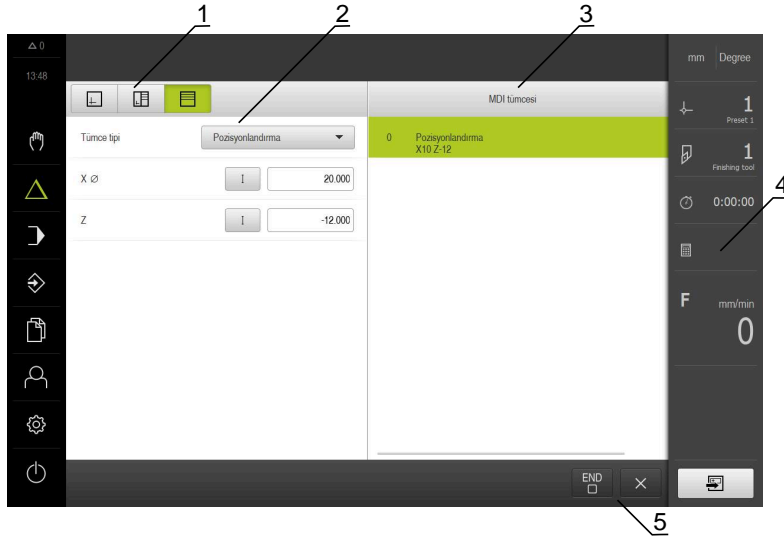 1
2
3
0
13:48
mm Degree
MDI tümcesi
1
Preset 1
Tümce tipi
Pozisyonlandırma
0 Pozisyonlandırma
X10 Z-12
1
Finishing tool
X Ø
I
20.000
4
0:00:00
Z
I
-12.000
F
mm/min
0
END
5